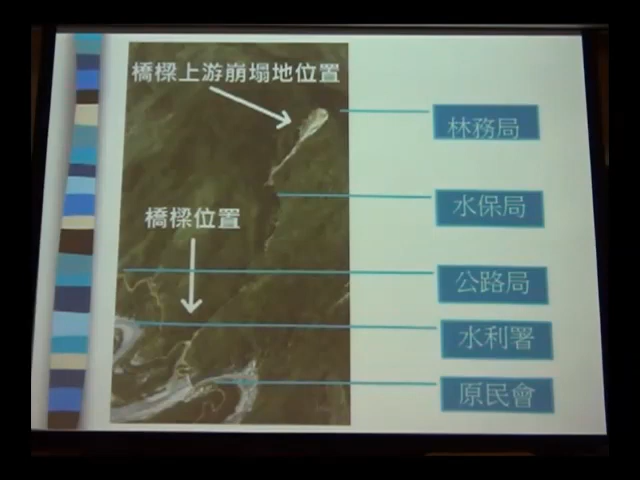 橋樑上游崩塌地位置
林務局
水保局
橋樑位置
公路局
水利署
原民會